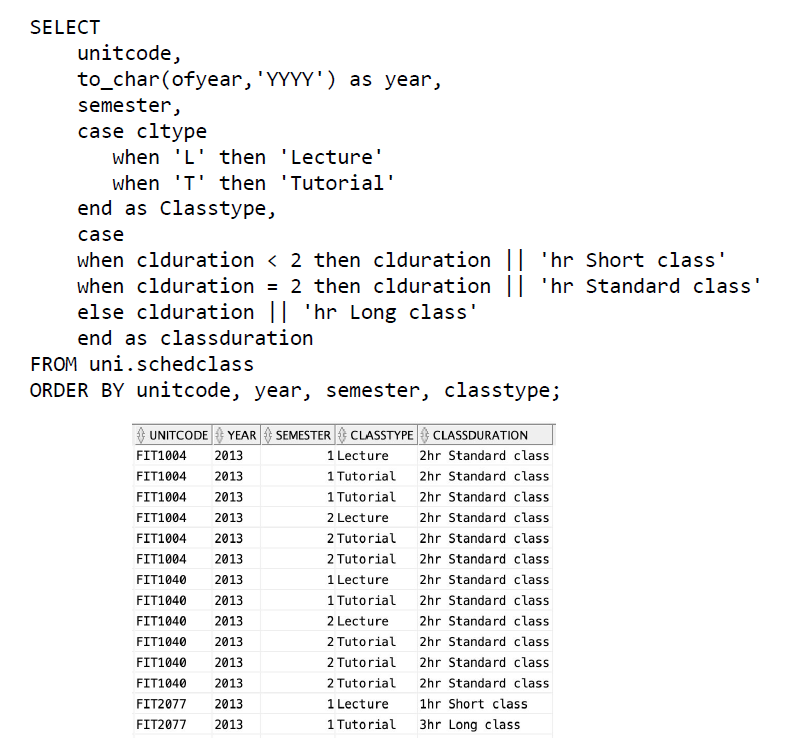 SELECT
unitcode,
to_char(ofyear,'YYYY') as year,
semester,
case cltype
when 'L' then 'Lecture'
when 'T' then 'Tutorial'
end as Classtype,
case
when clduration < 2 then clduration || 'hr Short class'
when clduration = 2 then clduration || 'hr Standard class'
else clduration || 'hr Long class'
end as classduration
FROM uni.schedclass
ORDER BY unitcode, year, semester, classtype;
UNITCODE YEAR SEMESTER CLASSTYPE CLASSDURATION
FIT1004 2013 1 Lecture 2hr Standard class
FIT1004 2013 1 Tutorial 2hr Standard class
FIT1004 2013 1 Tutorial 2hr Standard class
FIT1004 2013 2 Lecture 2hr Standard class
FIT1004 2013 2 Tutorial 2hr Standard class
FIT1004 2013 2 Tutorial 2hr Standard class
FIT1040 2013 1 Lecture 2hr Standard class
FIT1040 2013 1 Tutorial 2hr Standard class
FIT1040 2013 2 Lecture 2hr Standard class
FIT1040 2013 2 Tutorial 2hr Standard class
FIT1040 2013 2 Tutorial 2hr Standard class
FIT1040 2013 2 Tutorial 2hr Standard class
FIT2077 2013 1 Lecture 1hr Short class
FIT2077 2013 1 Tutorial 3hr Long class